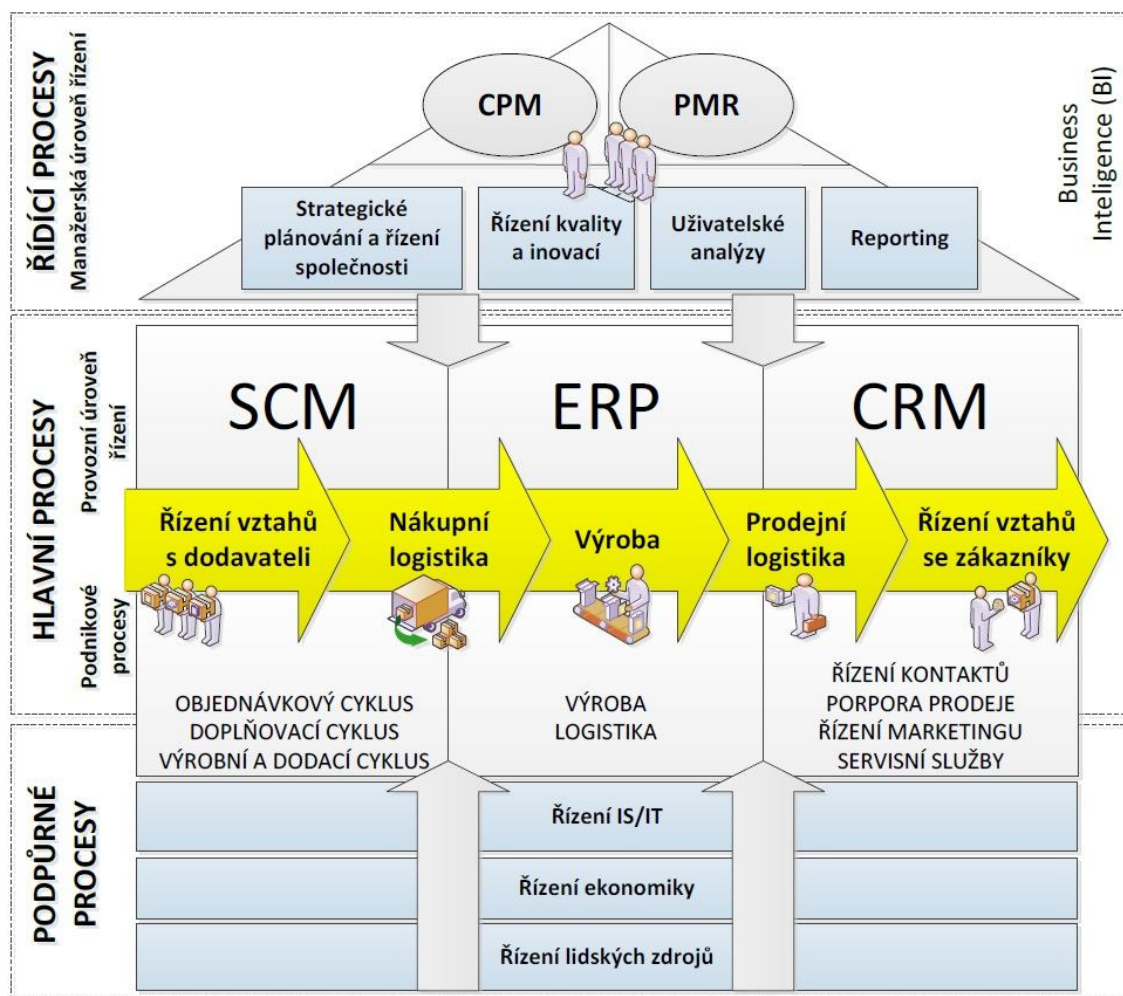 ŘÍDÍCÍ PROCESY
Manažerská úroveň řízení
CPM
PMR
Business
Inteligence (BI)
Strategické
plánování a řízení
společnosti
Řízení kvality
a inovací
Uživatelské
analýzy
Reporting
HLAVNÍ PROCESY
Provozní úroveň
řízení
Podnikové
procesy
SCM
ERP
CRM
Řízení vztahů
s dodavateli
Nákupní
logistika
Výroba
Prodejní
logistika
Řízení vztahů
se zákazníky
OBJEDNÁVKOVÝ CYKLUS
DOPLŇOVACÍ CYKLUS
VÝROBNÍ A DODACÍ CYKLUS
VÝROBA
LOGISTIKA
ŘÍZENÍ KONTAKTŮ
PORPORA PRODEJE
ŘÍZENÍ MARKETINGU
SERVISNÍ SLUŽBY
PODPŮRNÉ
PROCESY
Řízení IS/IT
Řízení ekonomiky
Řízení lidských zdrojů